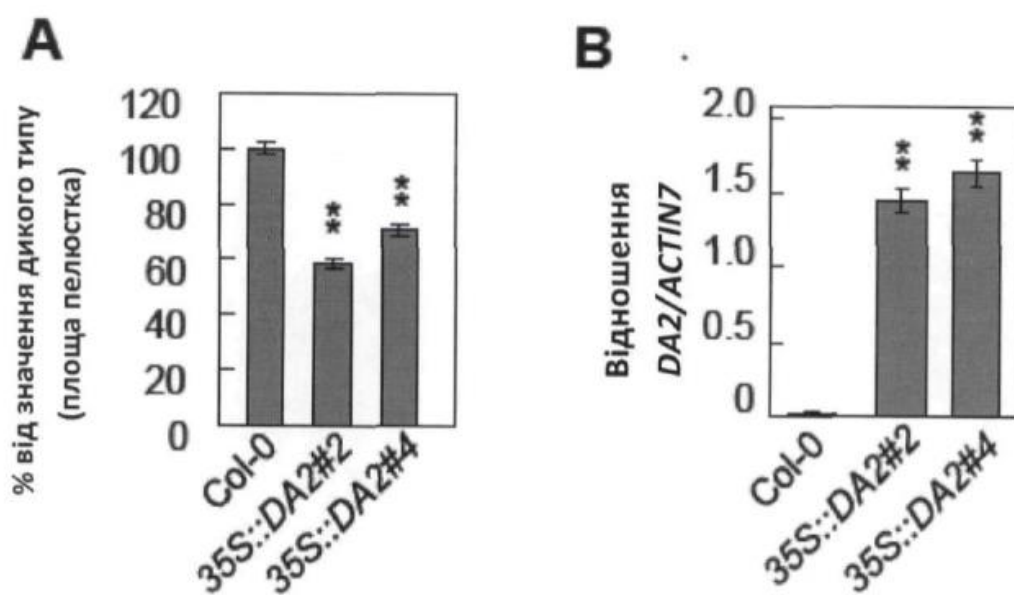 A
% від значення дикого типу
(площа пелюстка)
120
100
80
60
40
20
0
**
**
Col-0
35S::DA2#2
35S::DA2#4
B
Відношення
DA2/ACTIN7
2.0
1.5
1.0
0.5
0
**
**
Col-0
35S::DA2#2
35S::DA2#4